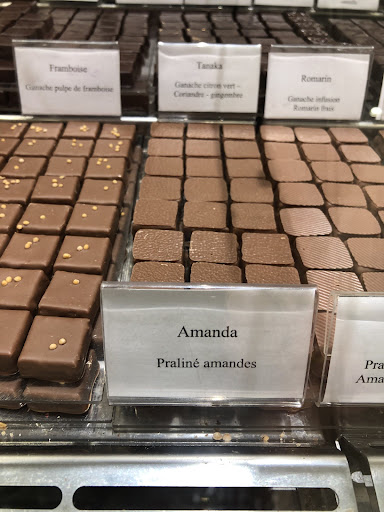 Framboise
Ganache pulpe de framboise
Tanaka
Ganache citron vert -
Coriandre - gingembre
Romarin
Ganache infusion
Romarin frais
Amanda
Praliné amandes